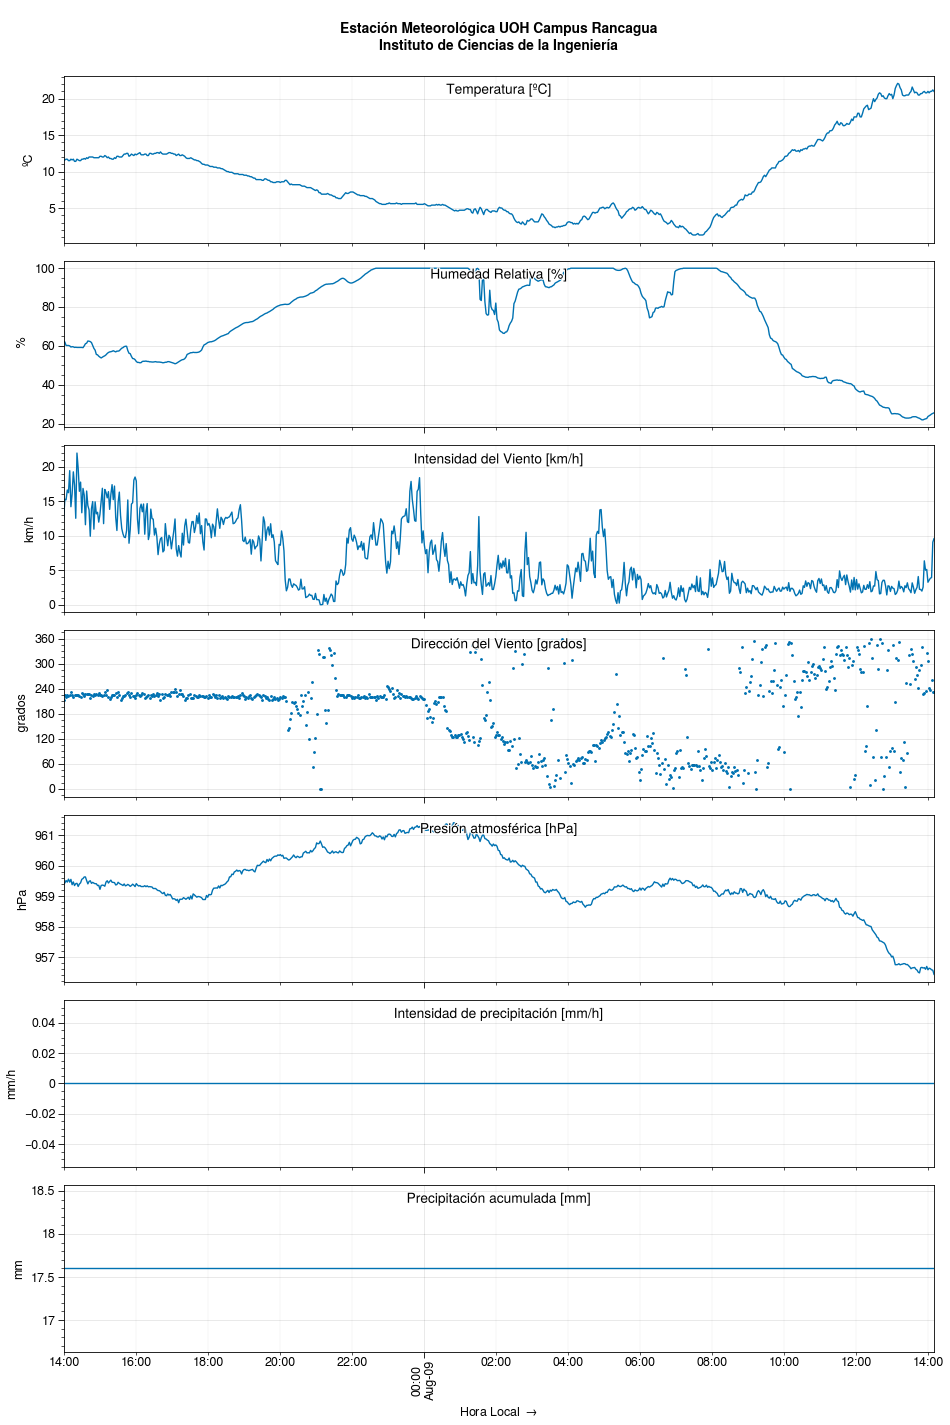 Estación Meteorológica UOH Campus Rancagua
Instituto de Ciencias de la Ingeniería
Temperatura [ºC]
ºC
20
15
10
5
Humedad Relativa [%]
%
100
80
60
40
20
Intensidad del Viento [km/h]
km/h
20
15
10
5
0
Dirección del Viento [grados]
grados
360
300
240
180
120
60
0
Presión atmosférica [hPa]
hPa
961
960
959
958
957
Intensidad de precipitación [mm/h]
mm/h
0.04
0.02
0
−0.02
−0.04
Precipitación acumulada [mm]
mm
18.5
18
17.5
17
14:00 16:00 18:00 20:00 22:00 00:00 02:00 04:00 06:00 08:00 10:00 12:00 14:00
Aug-09
Hora Local →